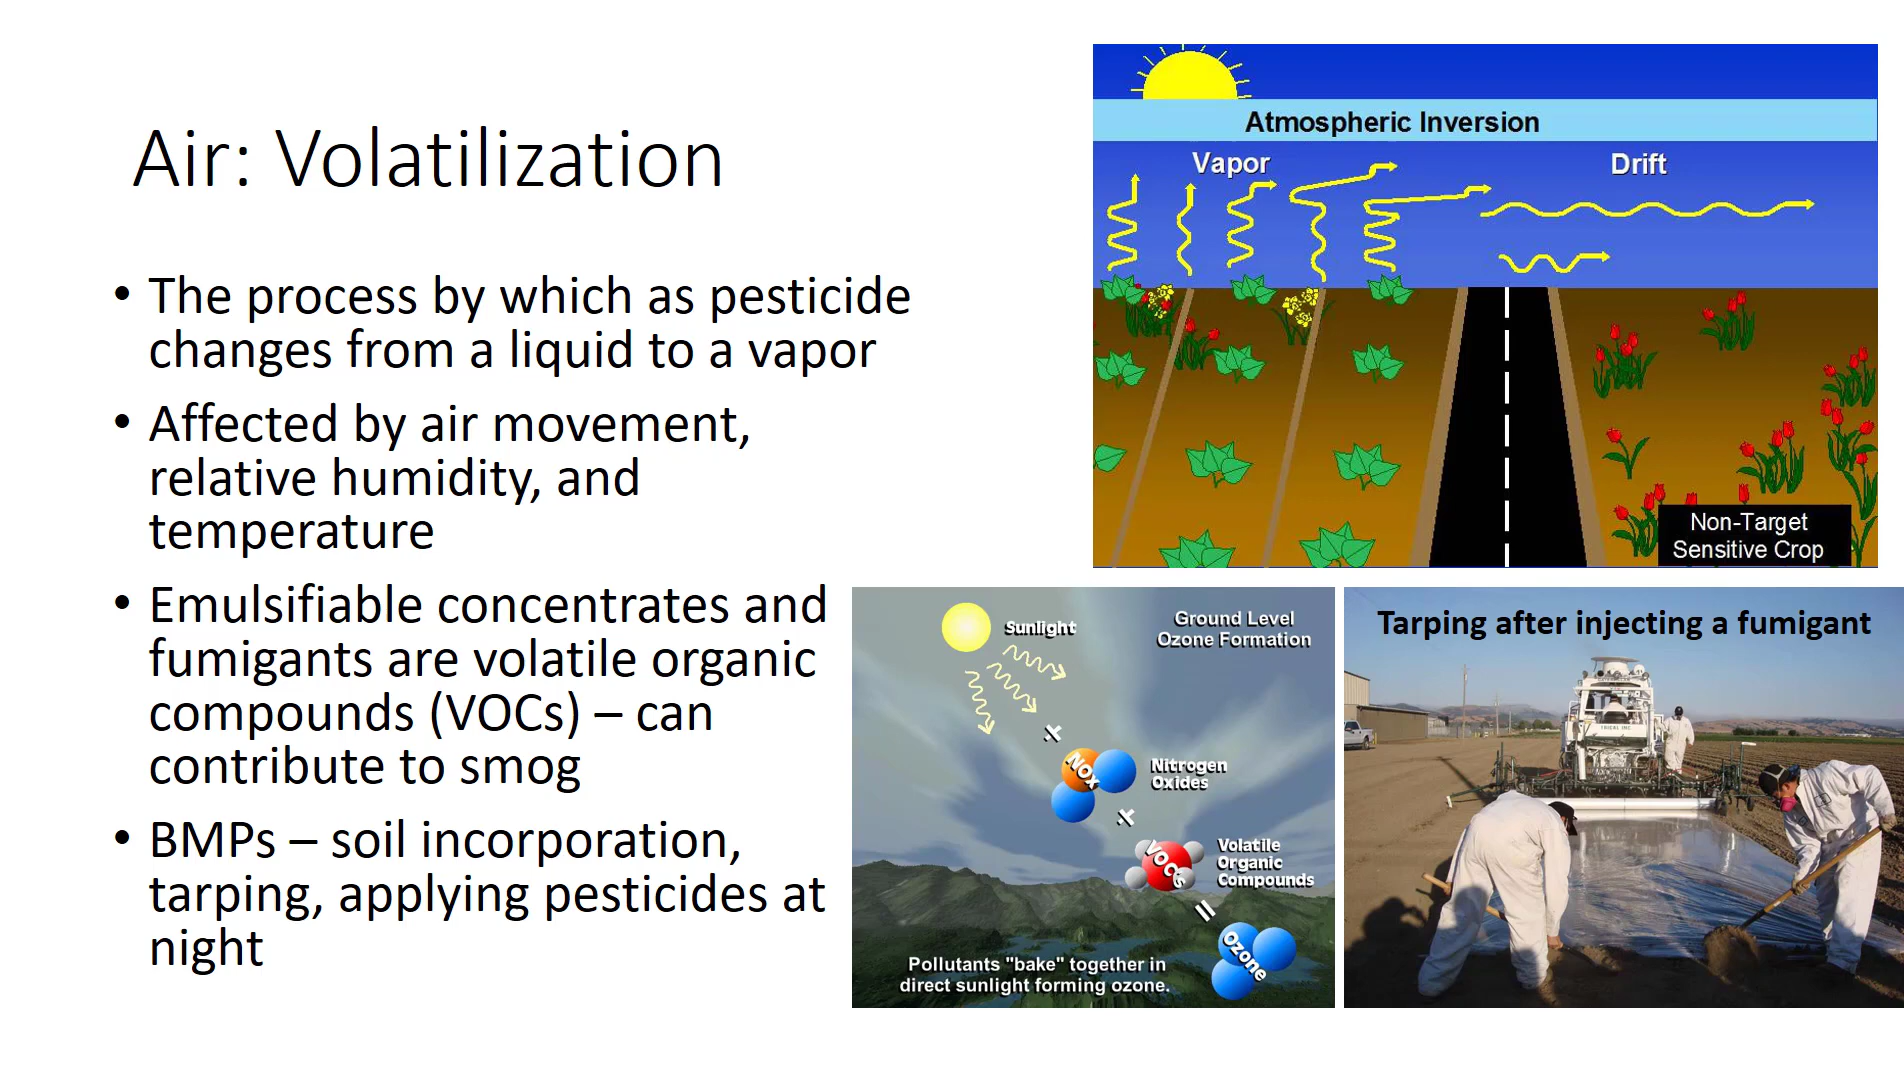 Air: Volatilization
• The process by which as pesticide
changes from a liquid to a vapor
• Affected by air movement,
relative humidity, and
temperature
• Emulsifiable concentrates and
fumigants are volatile organic
compounds (VOCs) – can
contribute to smog
• BMPs – soil incorporation,
tarping, applying pesticides at
night
Atmospheric Inversion
Vapor
Drift
Non-Target
Sensitive Crop
Sunlight
Ground Level
Ozone Formation
+
NOx
Nitrogen
Oxides
+
VOCs
Volatile
Organic
Compounds
=
Ozone
Pollutants "bake" together in
direct sunlight forming ozone.
Tarping after injecting a fumigant